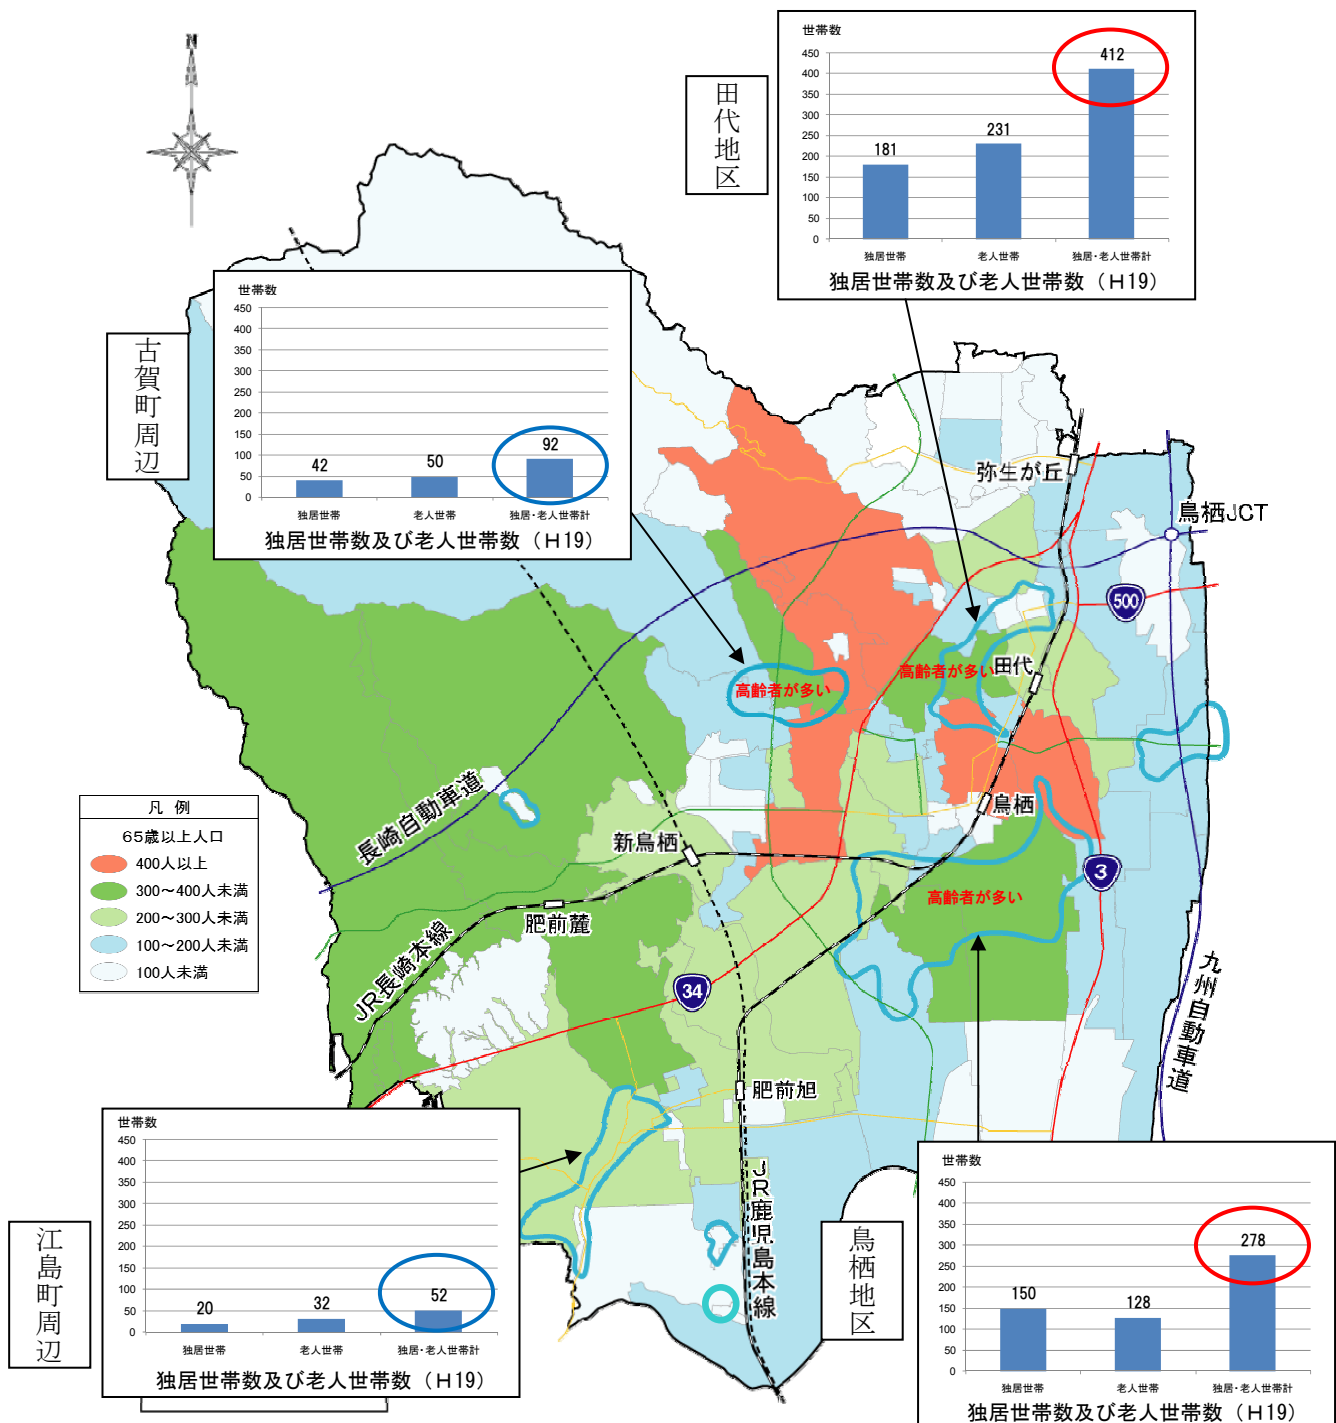 N
田代地区
世帯数
450
400
350
300
250
200
150
100
50
0
181
231
412
独居世帯
老人世帯
独居・老人世帯計
独居世帯数及び老人世帯数（H19）
古賀町周辺
世帯数
450
400
350
300
250
200
150
100
50
0
42
50
92
独居世帯
老人世帯
独居・老人世帯計
独居世帯数及び老人世帯数（H19）
弥生が丘
鳥栖JCT
500
高齢者が多い
高齢者が多い
田代
長崎自動車道
新鳥栖
鳥栖
3
凡 例
65歳以上人口
400人以上
300～400人未満
200～300人未満
100～200人未満
100人未満
肥前麓
高齢者が多い
JR長崎本線
34
九州自動車道
肥前旭
JR鹿児島本線
江島町周辺
世帯数
450
400
350
300
250
200
150
100
50
0
20
32
52
独居世帯
老人世帯
独居・老人世帯計
独居世帯数及び老人世帯数（H19）
鳥栖地区
世帯数
450
400
350
300
250
200
150
100
50
0
150
128
278
独居世帯
老人世帯
独居・老人世帯計
独居世帯数及び老人世帯数（H19）